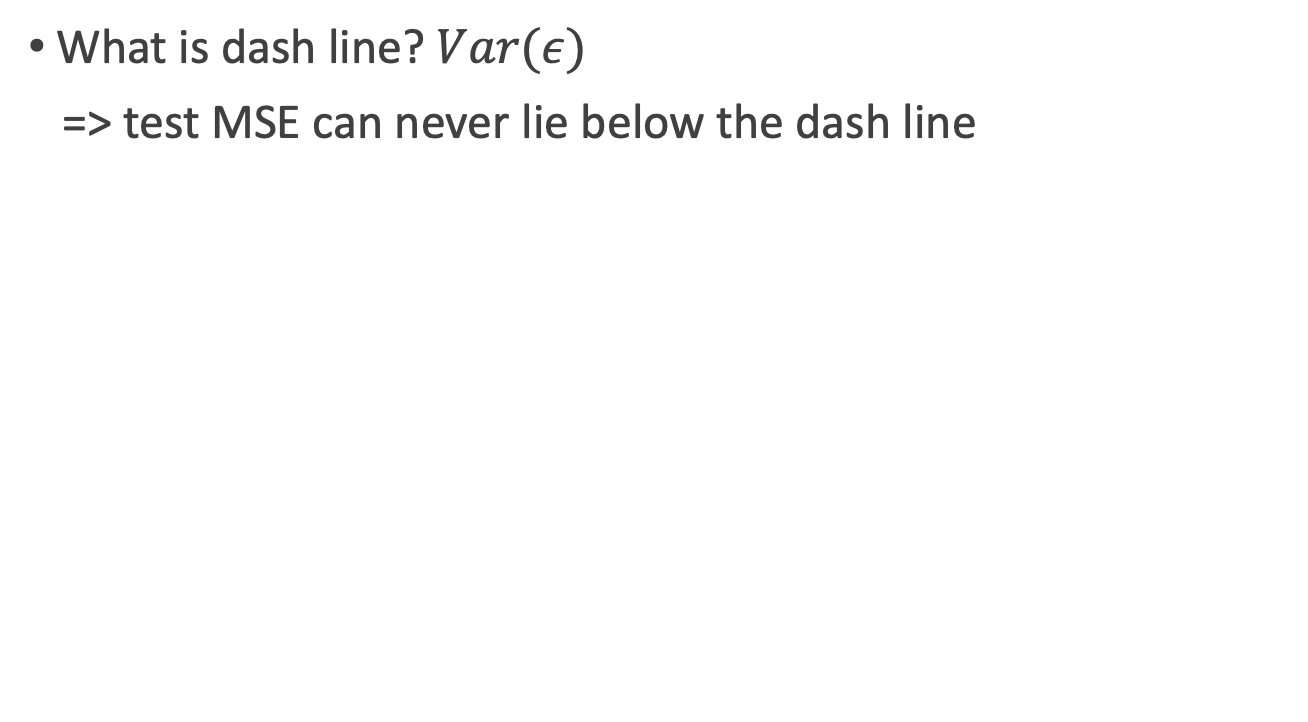 • What is dash line? Var(ϵ)
=> test MSE can never lie below the dash line